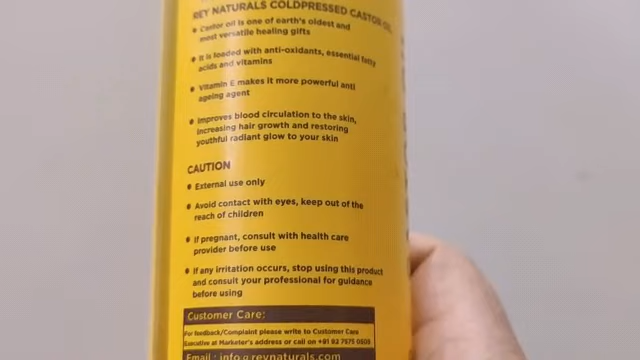 REY NATURALS COLDPRESSED CASTOR OIL
• Castor oil is one of earth's oldest and
most versatile healing gifts
• It is loaded with anti-oxidants, essential fatty
acids and vitamins
• Vitamin E makes it more powerful anti
ageing agent
• Improves blood circulation to the skin,
increasing hair growth and restoring
youthful radiant glow to your skin
CAUTION
• External use only
• Avoid contact with eyes, keep out of the
reach of children
• If pregnant, consult with health care
provider before use
• If any irritation occurs, stop using this product
and consult your professional for guidance
before using
Customer Care:
For feedback/Complaint please write to Customer Care
Executive at Marketer's address or call on +91 92 7575 0808
Email : info@reynaturals.com